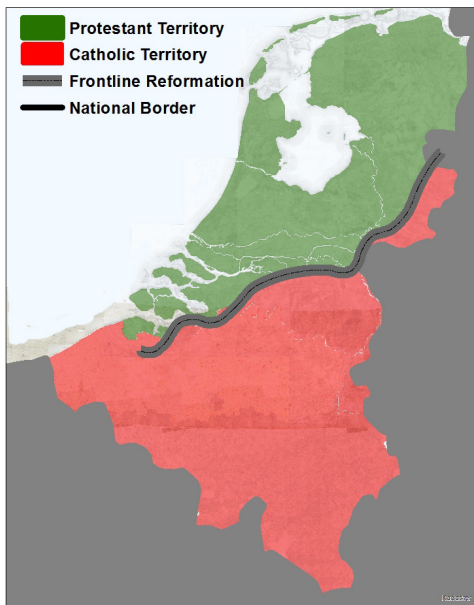 Protestant Territory
Catholic Territory
Frontline Reformation
National Border